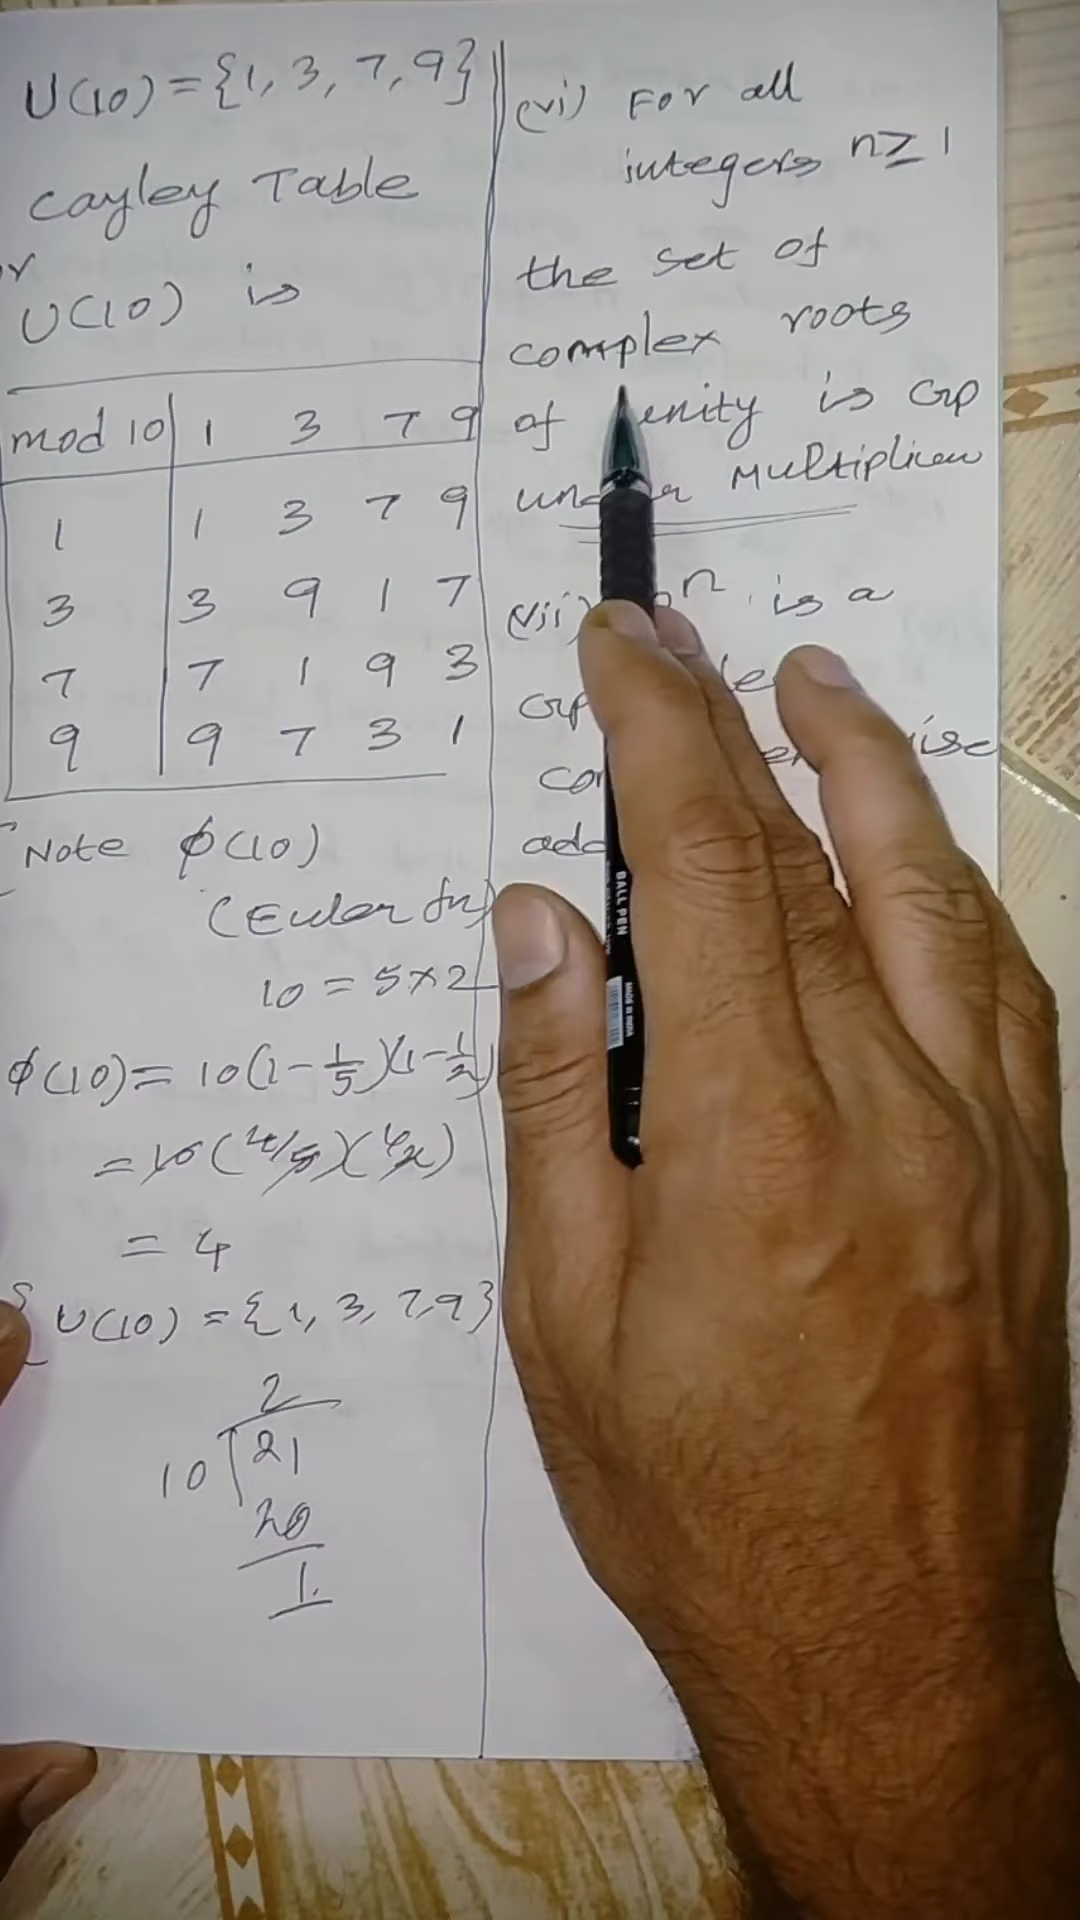 U(10) = {1, 3, 7, 9}
Cayley Table
U(10) is
mod 10 1 3 7 9
1 1 3 7 9
3 3 9 1 7
7 7 1 9 3
9 9 7 3 1
Note φ(10)
(Euler fn)
10 = 5×2
φ(10) = 10(1-1/5)(1-1/2)
= 10(4/5)(1/2)
= 4
U(10) = {1, 3, 7, 9}
2
10 21
20
1.
(vi) For all
integers n ≥ 1
the set of
complex roots
of unity is Gp
Multiplicn
(vii) is a
Gp
BALL PEN
MADE IN INDIA